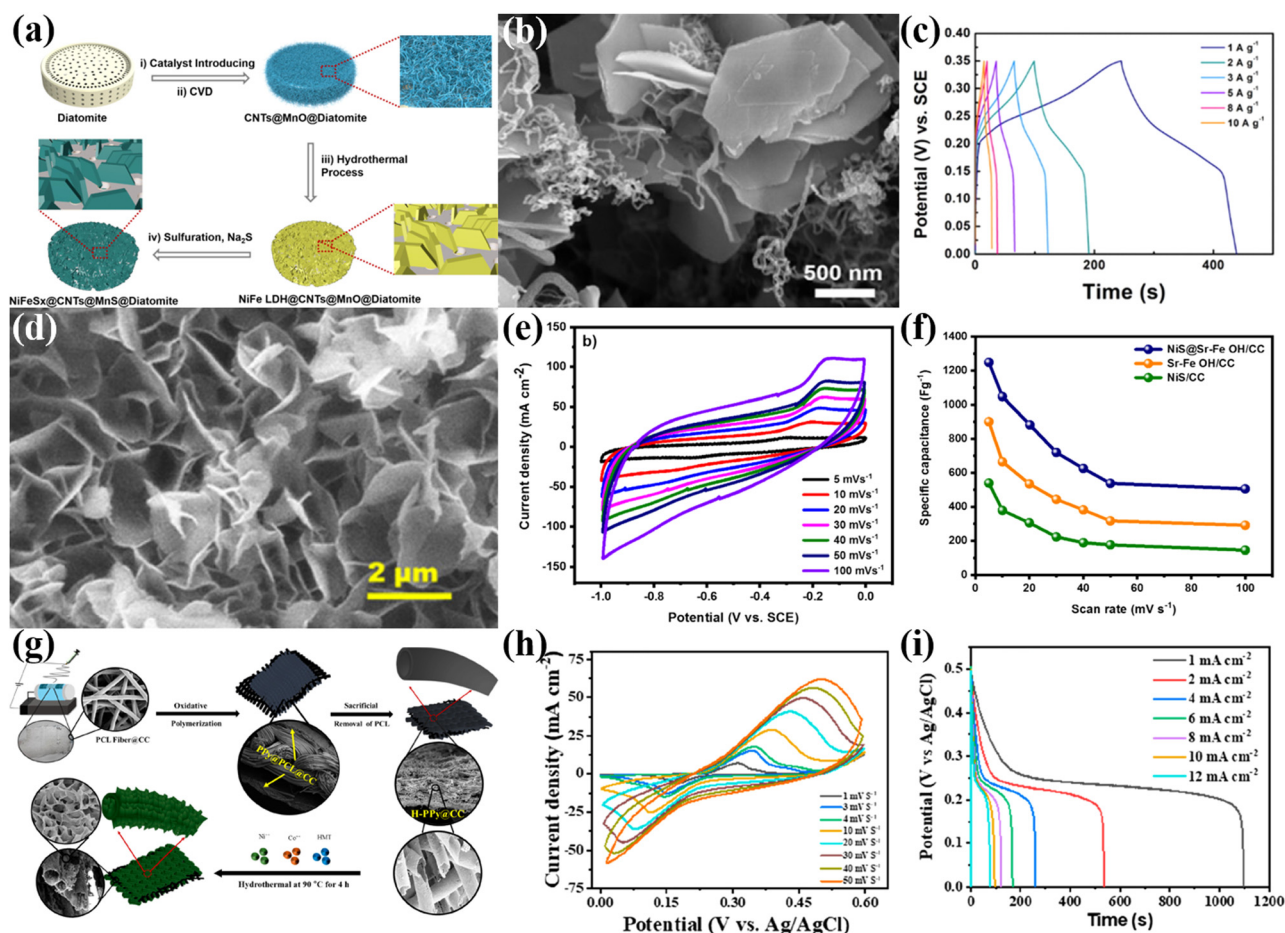 (a)
i) Catalyst Introducing
ii) CVD
Diatomite
CNTs@MnO@Diatomite
iii) Hydrothermal
Process
iv) Sulfuration, Na₂S
NiFeSx@CNTs@MnS@Diatomite
NiFe LDH@CNTs@MnO@Diatomite
(b)
500 nm
(c)
Potential (V) vs. SCE
0.40
0.35
0.30
0.25
0.20
0.15
0.10
0.05
0.00
0
200
400
Time (s)
1 A g⁻¹
2 A g⁻¹
3 A g⁻¹
5 A g⁻¹
8 A g⁻¹
10 A g⁻¹
(d)
2 μm
(e)
b)
Current density (mA cm⁻²)
150
100
50
0
-50
-100
-150
-1.0
-0.8
-0.6
-0.4
-0.2
0.0
Potential (V vs. SCE)
5 mVs⁻¹
10 mVs⁻¹
20 mVs⁻¹
30 mVs⁻¹
40 mVs⁻¹
50 mVs⁻¹
100 mVs⁻¹
(f)
Specific capacitance (Fg⁻¹)
1400
1200
1000
800
600
400
200
0
0
20
40
60
80
100
Scan rate (mV s⁻¹)
NiS@Sr-Fe OH/CC
Sr-Fe OH/CC
NiS/CC
(g)
PCL Fiber@CC
Oxidative
Polymerization
PPy@PCL@CC
Sacrificial
Removal of PCL
H-PPy@CC
HMT
Hydrothermal at 90 °C for 4 h
(h)
Current density (mA cm⁻²)
75
50
25
0
-25
-50
-75
0.00
0.15
0.30
0.45
0.60
Potential (V vs. Ag/AgCl)
1 mV S⁻¹
3 mV S⁻¹
4 mV S⁻¹
10 mV S⁻¹
20 mV S⁻¹
30 mV S⁻¹
40 mV S⁻¹
50 mV S⁻¹
(i)
Potential (V vs Ag/AgCl)
0.5
0.4
0.3
0.2
0.1
0.0
0
200
400
600
800
1000
1200
Time (s)
1 mA cm⁻²
2 mA cm⁻²
4 mA cm⁻²
6 mA cm⁻²
8 mA cm⁻²
10 mA cm⁻²
12 mA cm⁻²